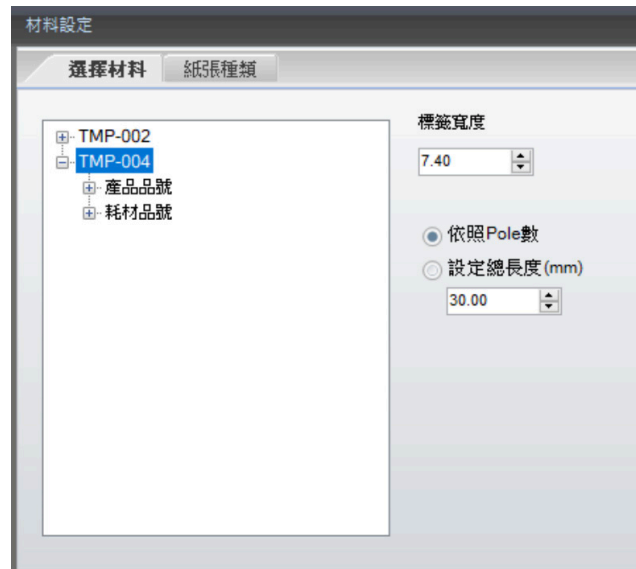 材料設定
選擇材料
紙張種類
TMP-002
TMP-004
產品品號
耗材品號
標籤寬度
7.40
依照Pole數
設定總長度(mm)
30.00